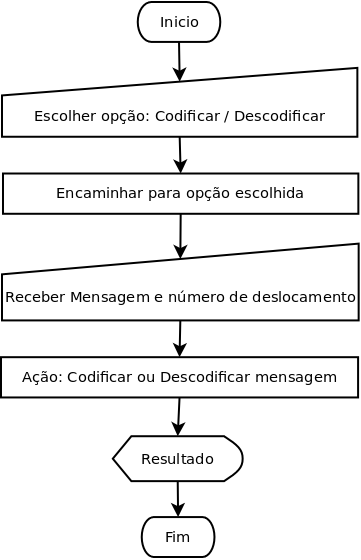 Inicio
Escolher opção: Codificar / Descodificar
Encaminhar para opção escolhida
Receber Mensagem e número de deslocamento
Ação: Codificar ou Descodificar mensagem
Resultado
Fim